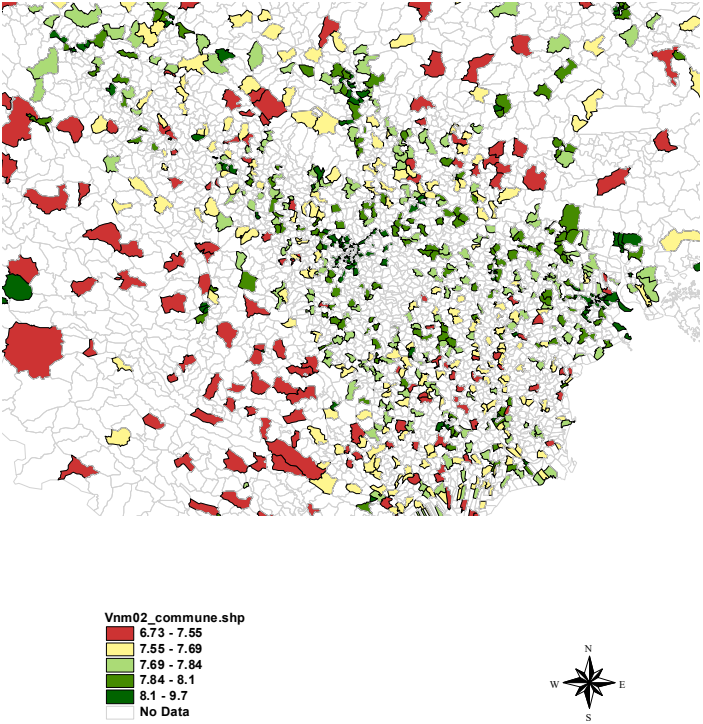 Vnm02_commune.shp
6.73 - 7.55
7.55 - 7.69
7.69 - 7.84
7.84 - 8.1
8.1 - 9.7
No Data
N
W E
S